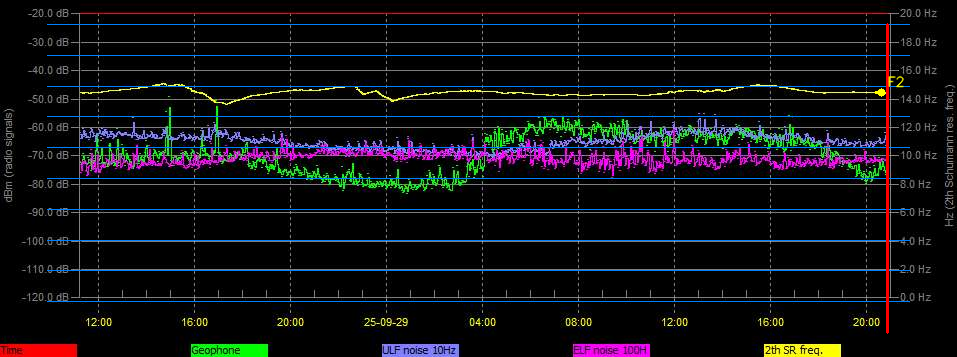 -20.0 dB 20.0 Hz
-30.0 dB 18.0 Hz
-40.0 dB 16.0 Hz
F2
-50.0 dB 14.0 Hz
-60.0 dB 12.0 Hz
-70.0 dB 10.0 Hz
-80.0 dB 8.0 Hz
-90.0 dB 6.0 Hz
-100.0 dB 4.0 Hz
-110.0 dB 2.0 Hz
-120.0 dB 0.0 Hz
dBm (radio signals)
Hz (2th Schumann res. freq.)
12:00 16:00 20:00 25-09-29 04:00 08:00 12:00 16:00 20:00
Time Geophone ULF noise 10Hz ELF noise 100H 2th SR freq.